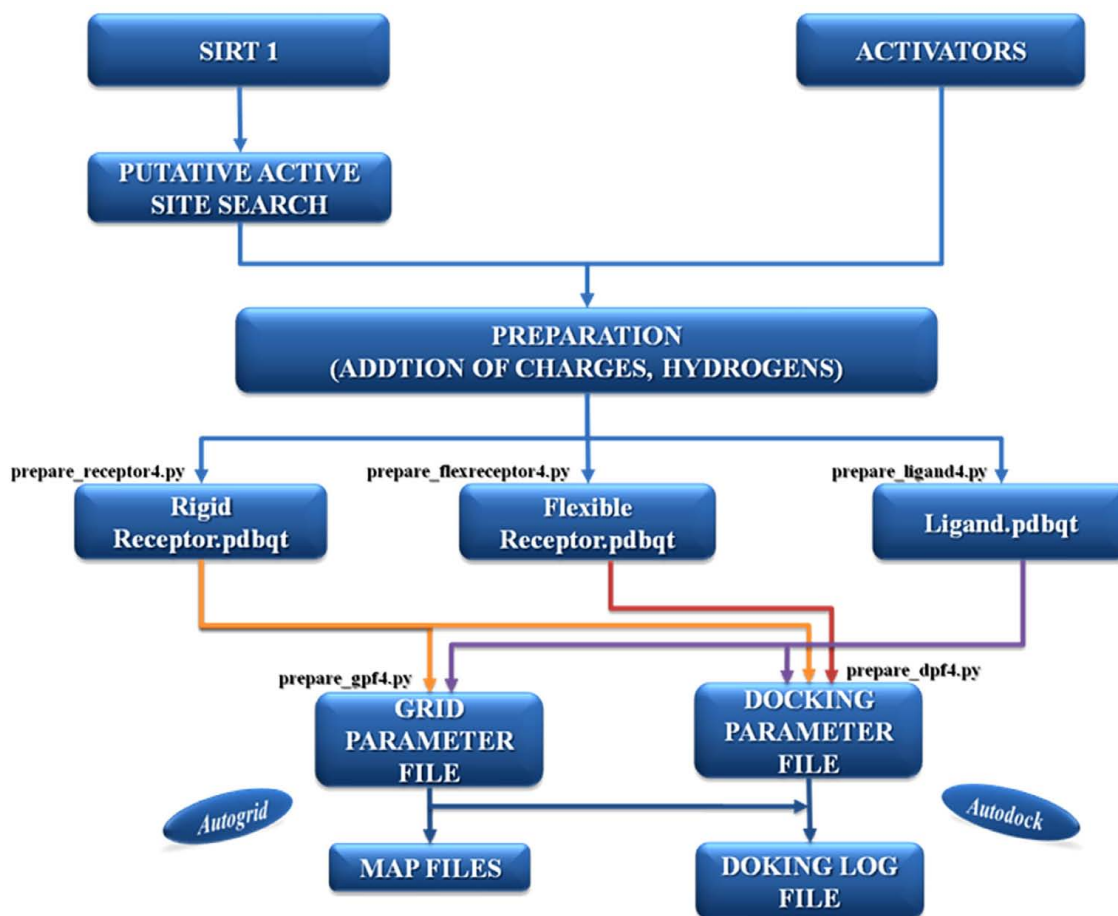 SIRT 1
ACTIVATORS
PUTATIVE ACTIVE
SITE SEARCH
PREPARATION
(ADDTION OF CHARGES, HYDROGENS)
prepare_receptor4.py
prepare_flexreceptor4.py
prepare_ligand4.py
Rigid
Receptor.pdbqt
Flexible
Receptor.pdbqt
Ligand.pdbqt
prepare_gpf4.py
prepare_dpf4.py
GRID
PARAMETER
FILE
DOCKING
PARAMETER
FILE
Autogrid
Autodock
MAP FILES
DOKING LOG
FILE